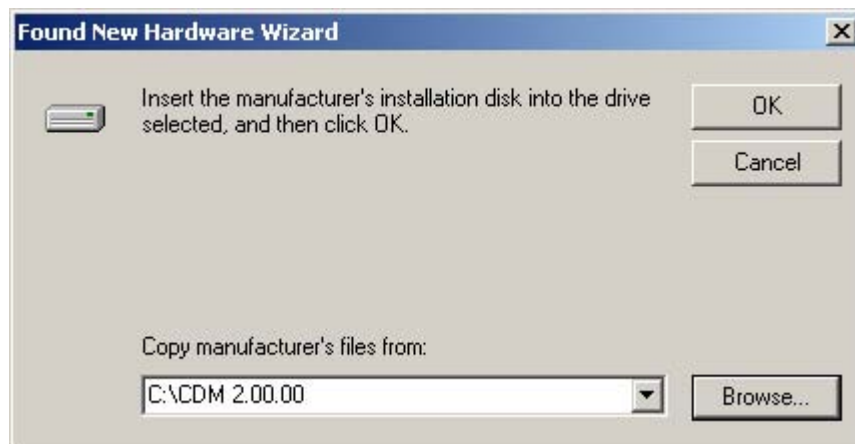 Found New Hardware Wizard
Insert the manufacturer's installation disk into the drive
selected, and then click OK.
OK
Cancel
Copy manufacturer's files from:
C:\CDM 2.00.00
Browse...